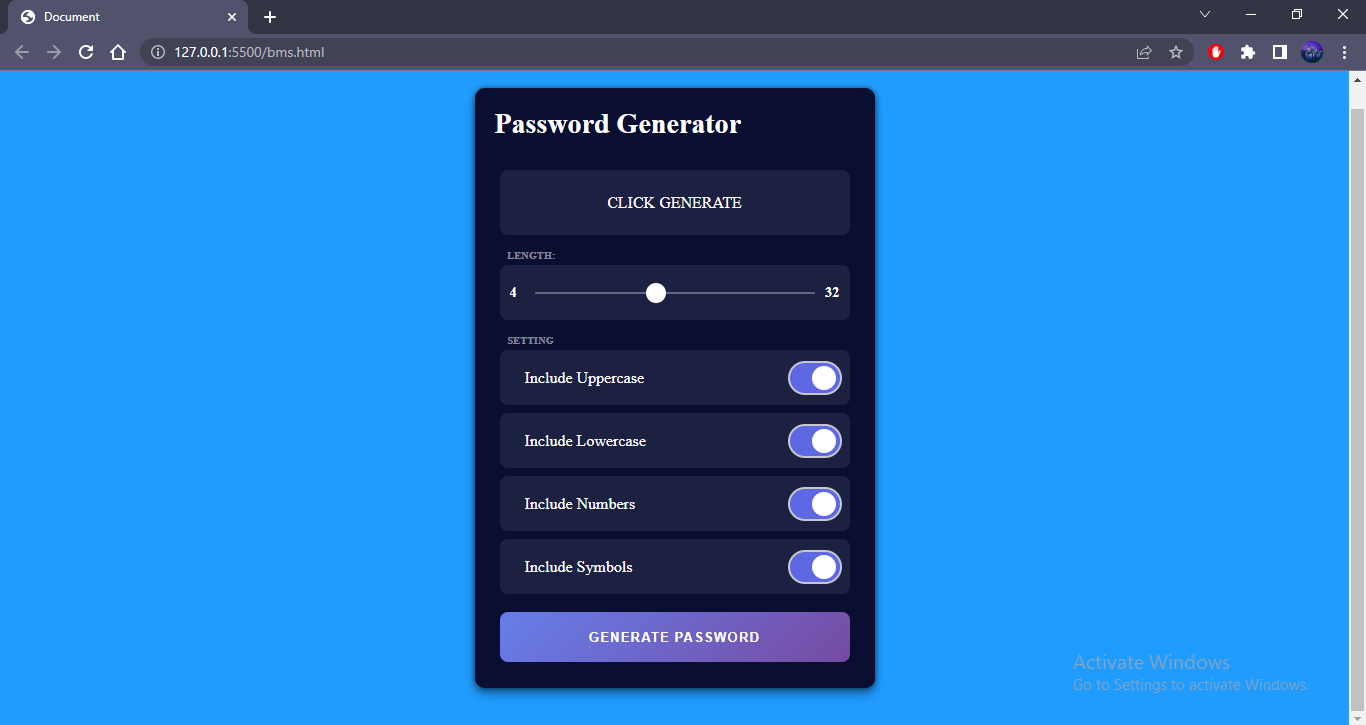 Document
127.0.0.1:5500/bms.html
Password Generator
CLICK GENERATE
LENGTH:
4 32
SETTING
Include Uppercase
Include Lowercase
Include Numbers
Include Symbols
GENERATE PASSWORD
Activate Windows
Go to Settings to activate Windows.